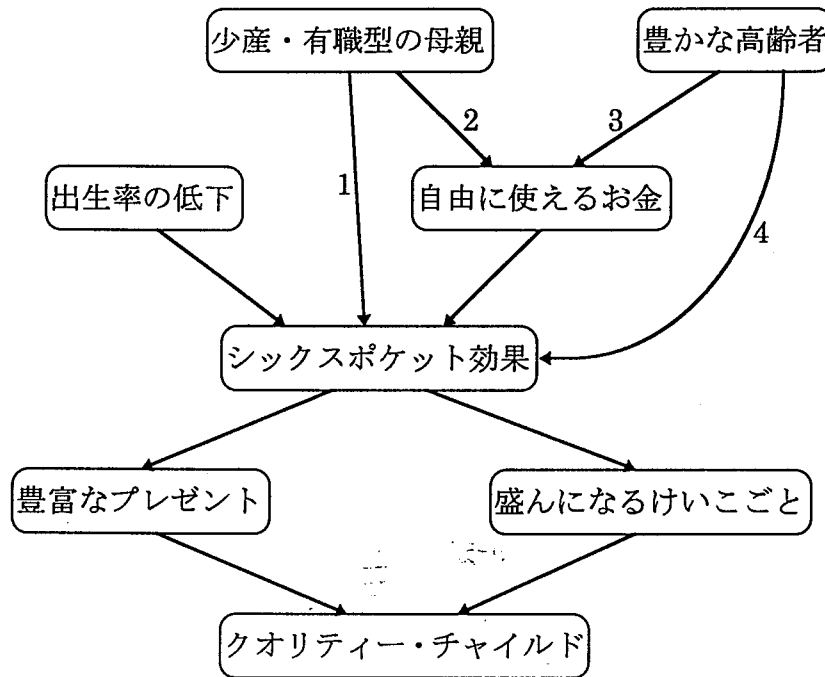 少産・有職型の母親
豊かな高齢者
2
3
出生率の低下
1
自由に使えるお金
4
シックスポケット効果
豊富なプレゼント
盛んになるけいこごと
クオリティー・チャイルド